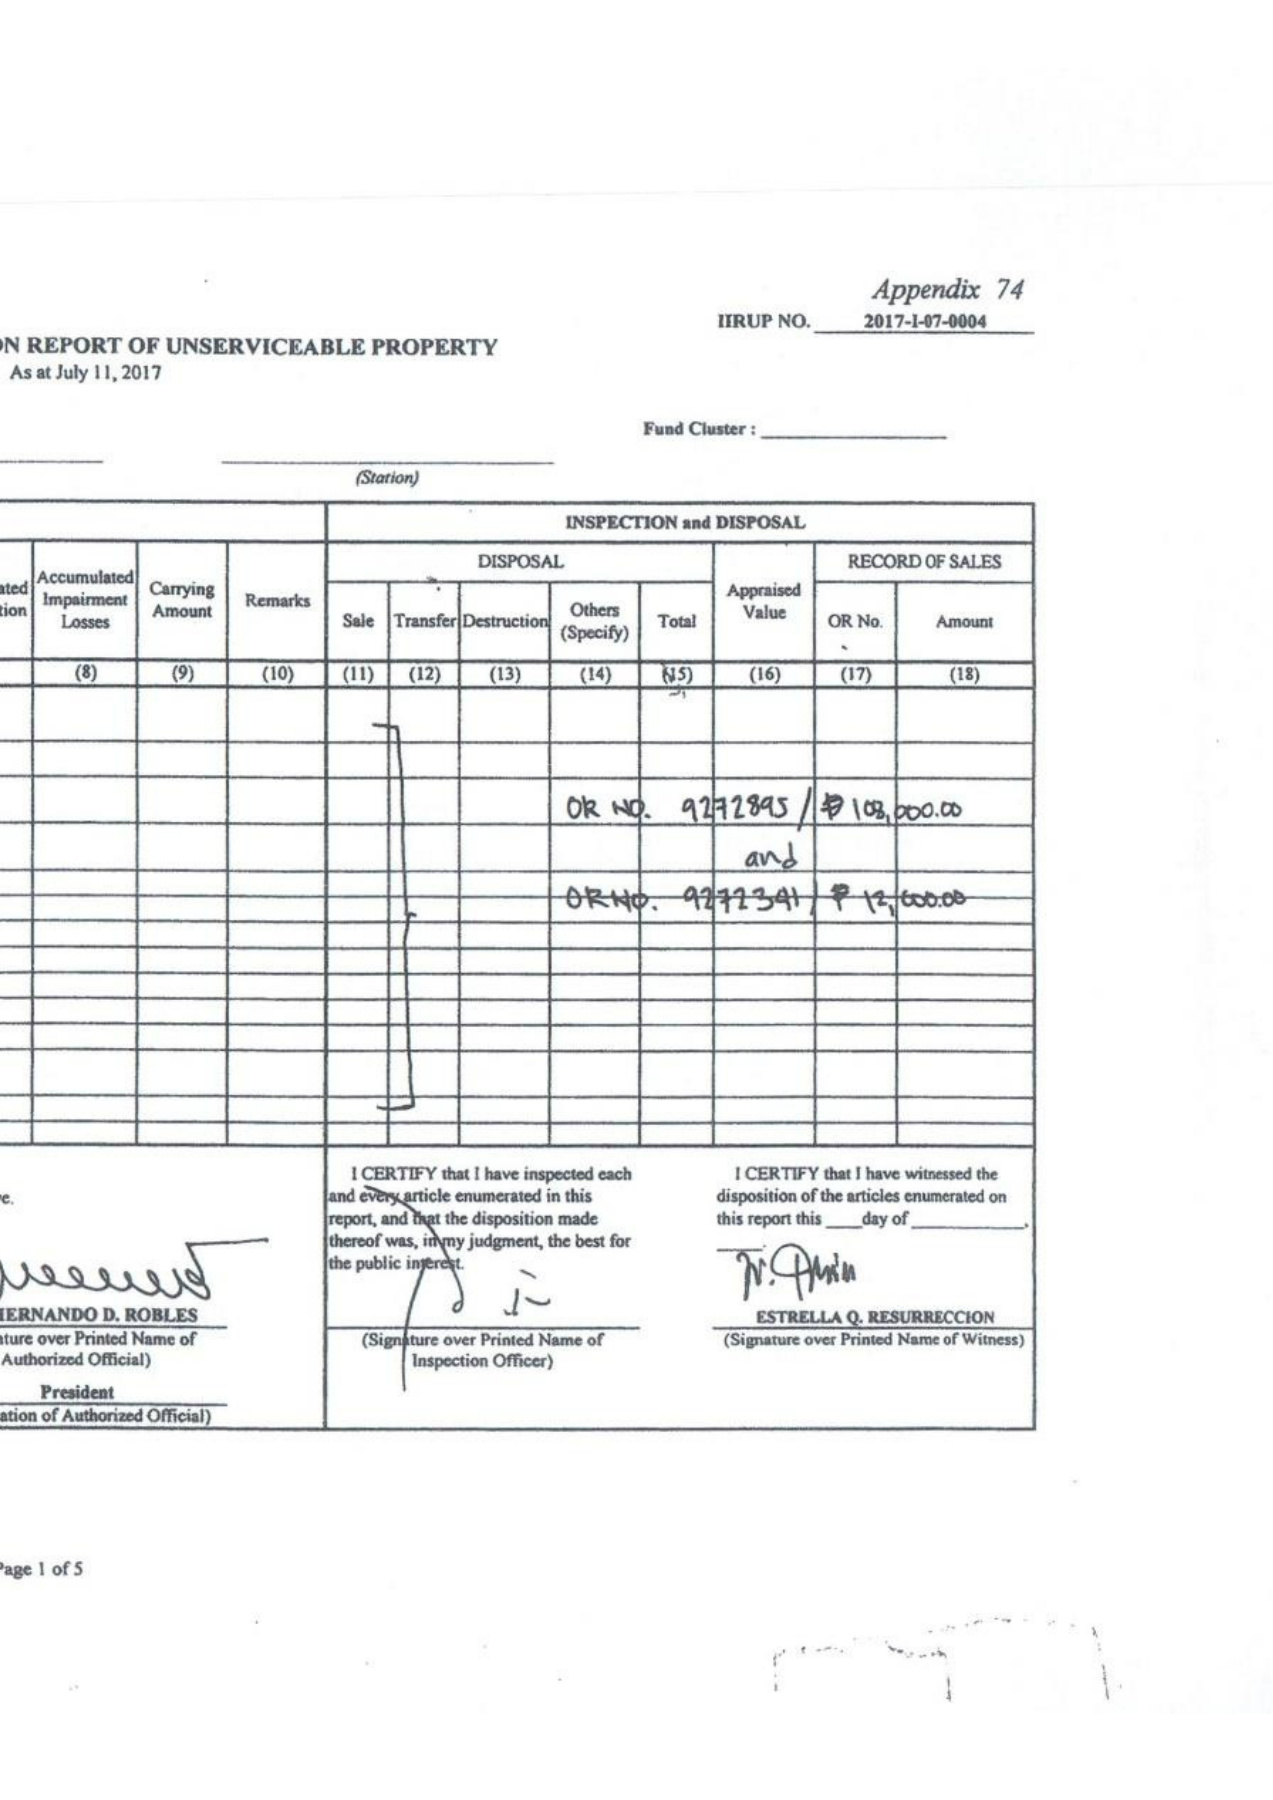 Appendix 74
IIRUP NO. 2017-I-07-0004
ON REPORT OF UNSERVICEABLE PROPERTY
As at July 11, 2017
Fund Cluster :
(Station)
INSPECTION and DISPOSAL
DISPOSAL
RECORD OF SALES
ated
tion
Accumulated
Impairment
Losses
Carrying
Amount
Remarks
Sale
Transfer
Destruction
Others
(Specify)
Total
Appraised
Value
OR No.
Amount
(8) (9) (10) (11) (12) (13) (14) (15) (16) (17) (18)
OR NO. 9272895 / ₱ 108,000.00
and
OR NO. 9272391 / ₱ 12,000.00
e.
I CERTIFY that I have inspected each
and every article enumerated in this
report, and that the disposition made
thereof was, in my judgment, the best for
the public interest.
I CERTIFY that I have witnessed the
disposition of the articles enumerated on
this report this ____day of ____________.
HERNANDO D. ROBLES
ture over Printed Name of
Authorized Official)
President
ation of Authorized Official)
(Signature over Printed Name of
Inspection Officer)
ESTRELLA Q. RESURRECCION
(Signature over Printed Name of Witness)
Page 1 of 5